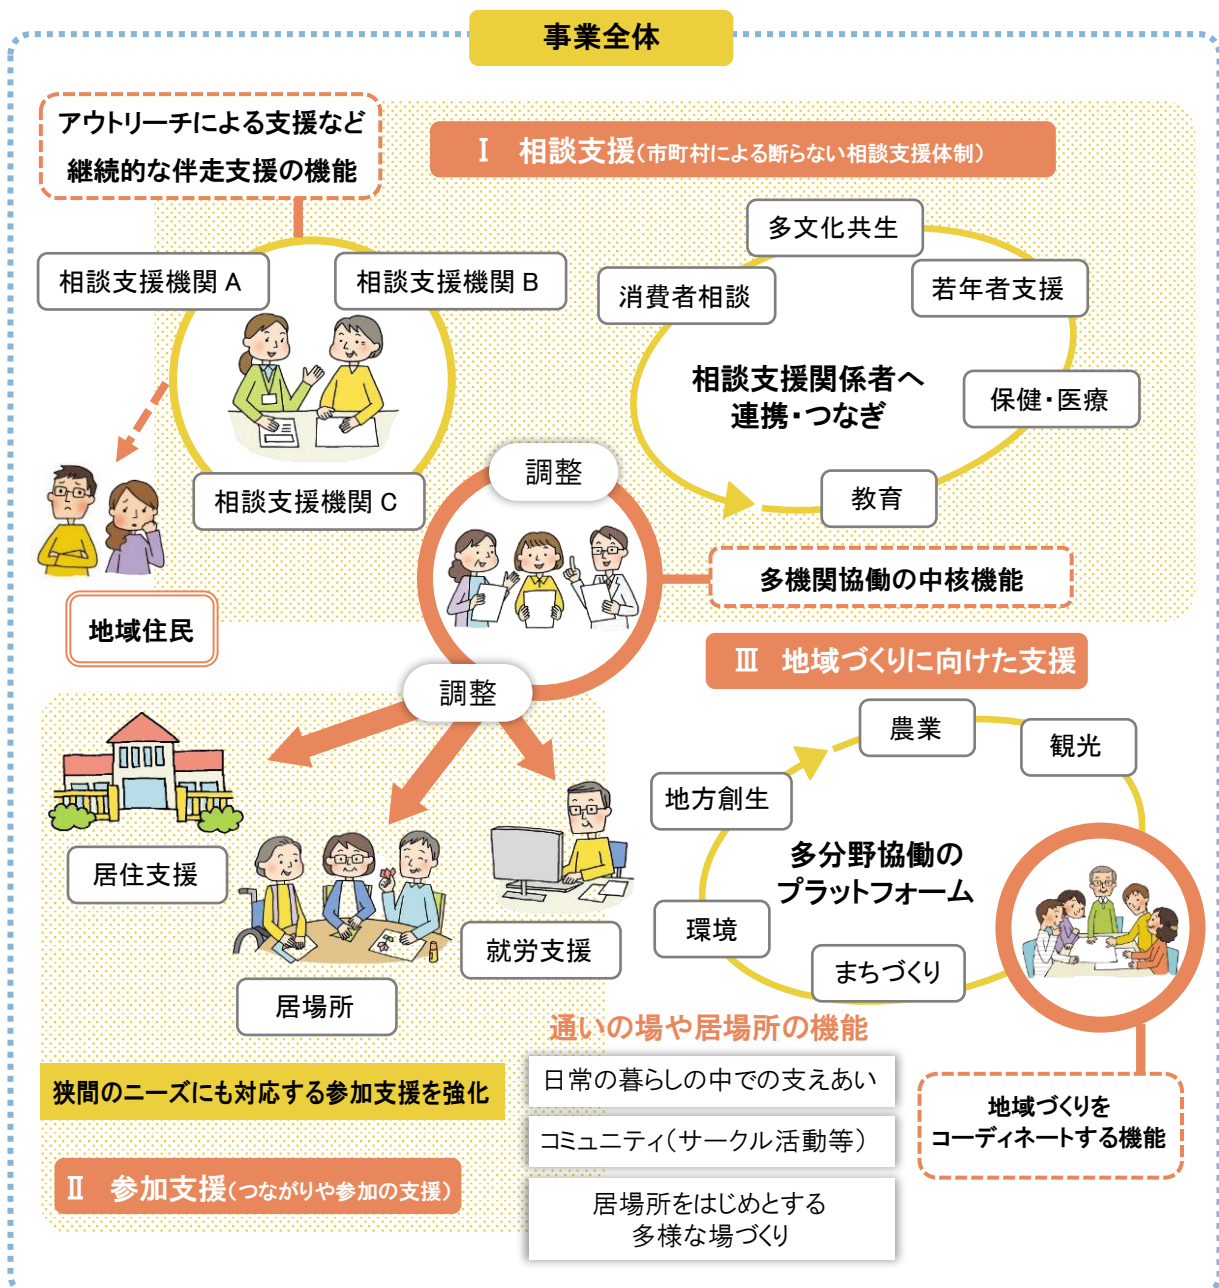 事業全体
アウトリーチによる支援など
継続的な伴走支援の機能
Ⅰ 相談支援(市町村による断らない相談支援体制)
相談支援機関 A
相談支援機関 B
相談支援機関 C
多文化共生
消費者相談
若年者支援
相談支援関係者へ
連携・つなぎ
保健・医療
教育
調整
多機関協働の中核機能
地域住民
調整
Ⅲ 地域づくりに向けた支援
農業
観光
地方創生
多分野協働の
プラットフォーム
環境
まちづくり
居住支援
就労支援
居場所
狭間のニーズにも対応する参加支援を強化
Ⅱ 参加支援(つながりや参加の支援)
通いの場や居場所の機能
日常の暮らしの中での支えあい
コミュニティ(サークル活動等)
居場所をはじめとする
多様な場づくり
地域づくりを
コーディネートする機能